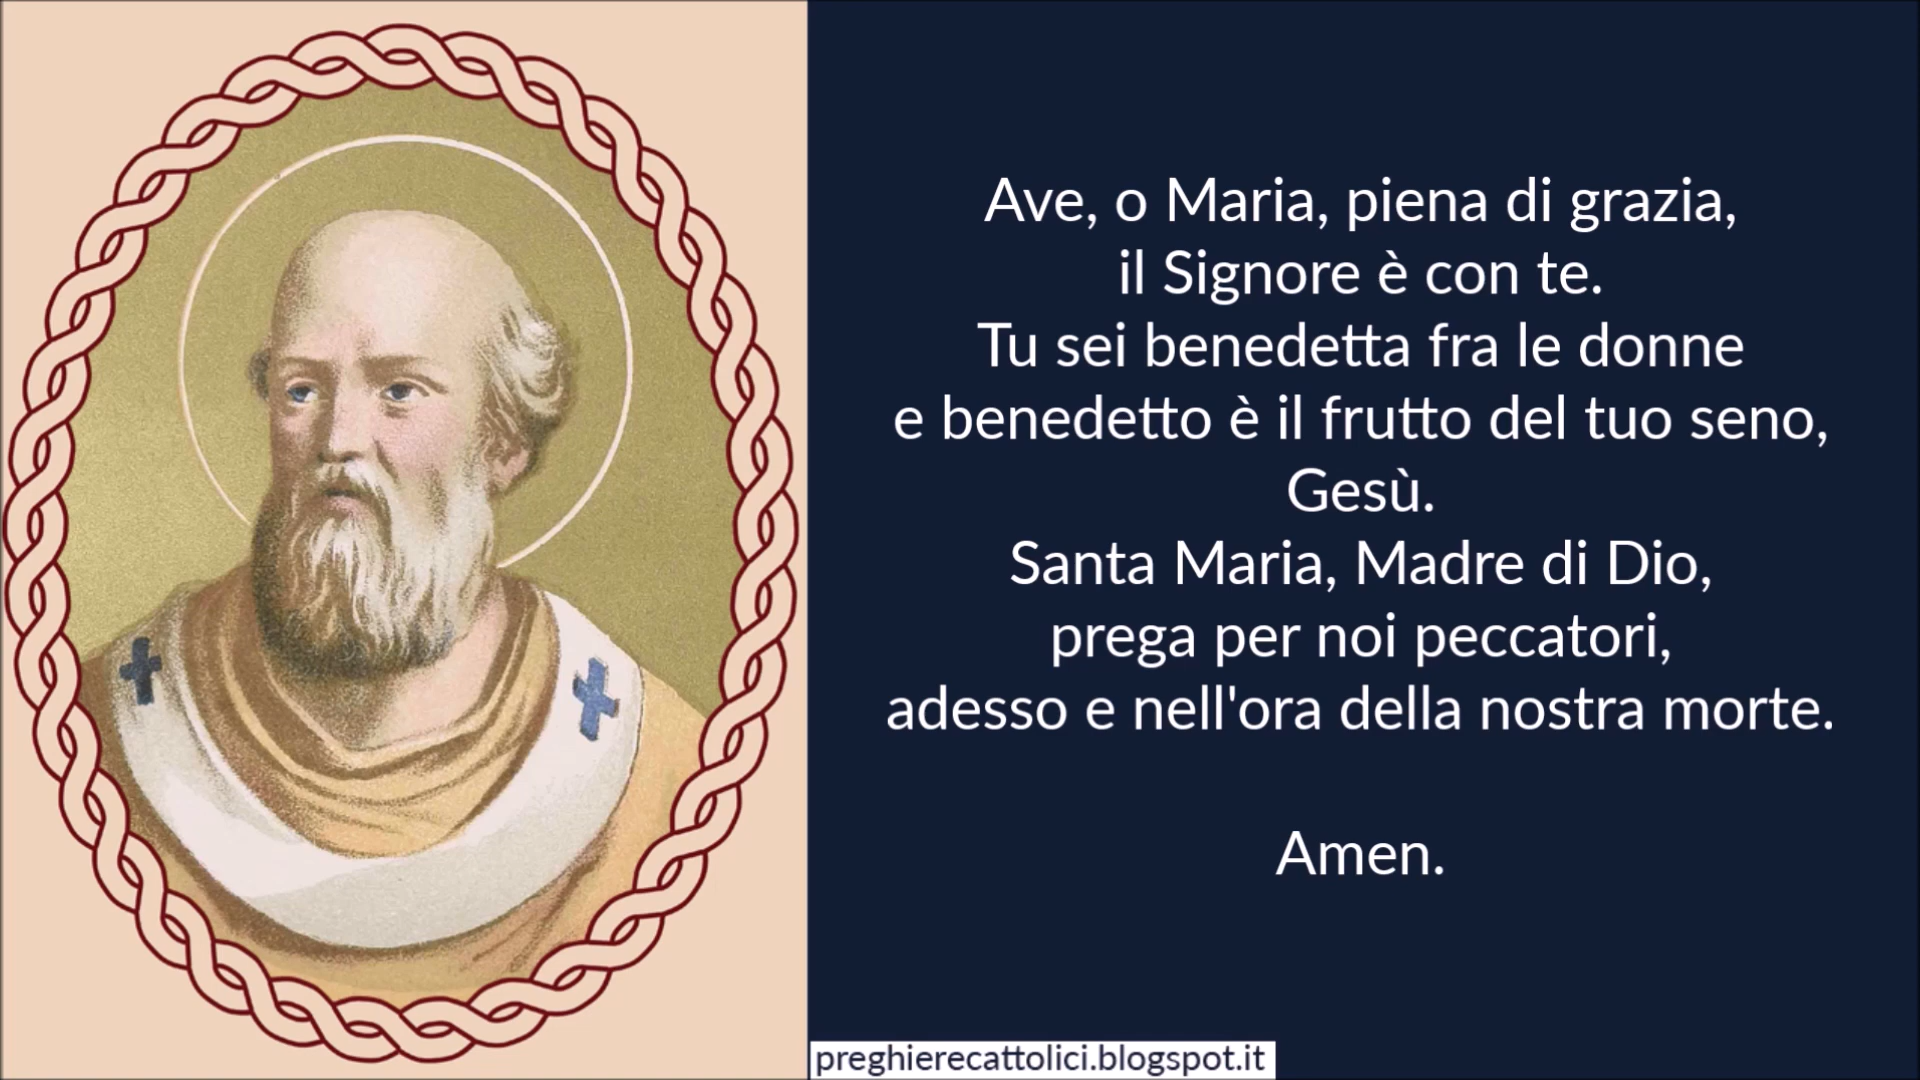 Ave, o Maria, piena di grazia,
il Signore è con te.
Tu sei benedetta fra le donne
e benedetto è il frutto del tuo seno,
Gesù.
Santa Maria, Madre di Dio,
prega per noi peccatori,
adesso e nell'ora della nostra morte.
Amen.
preghierecattolici.blogspot.it